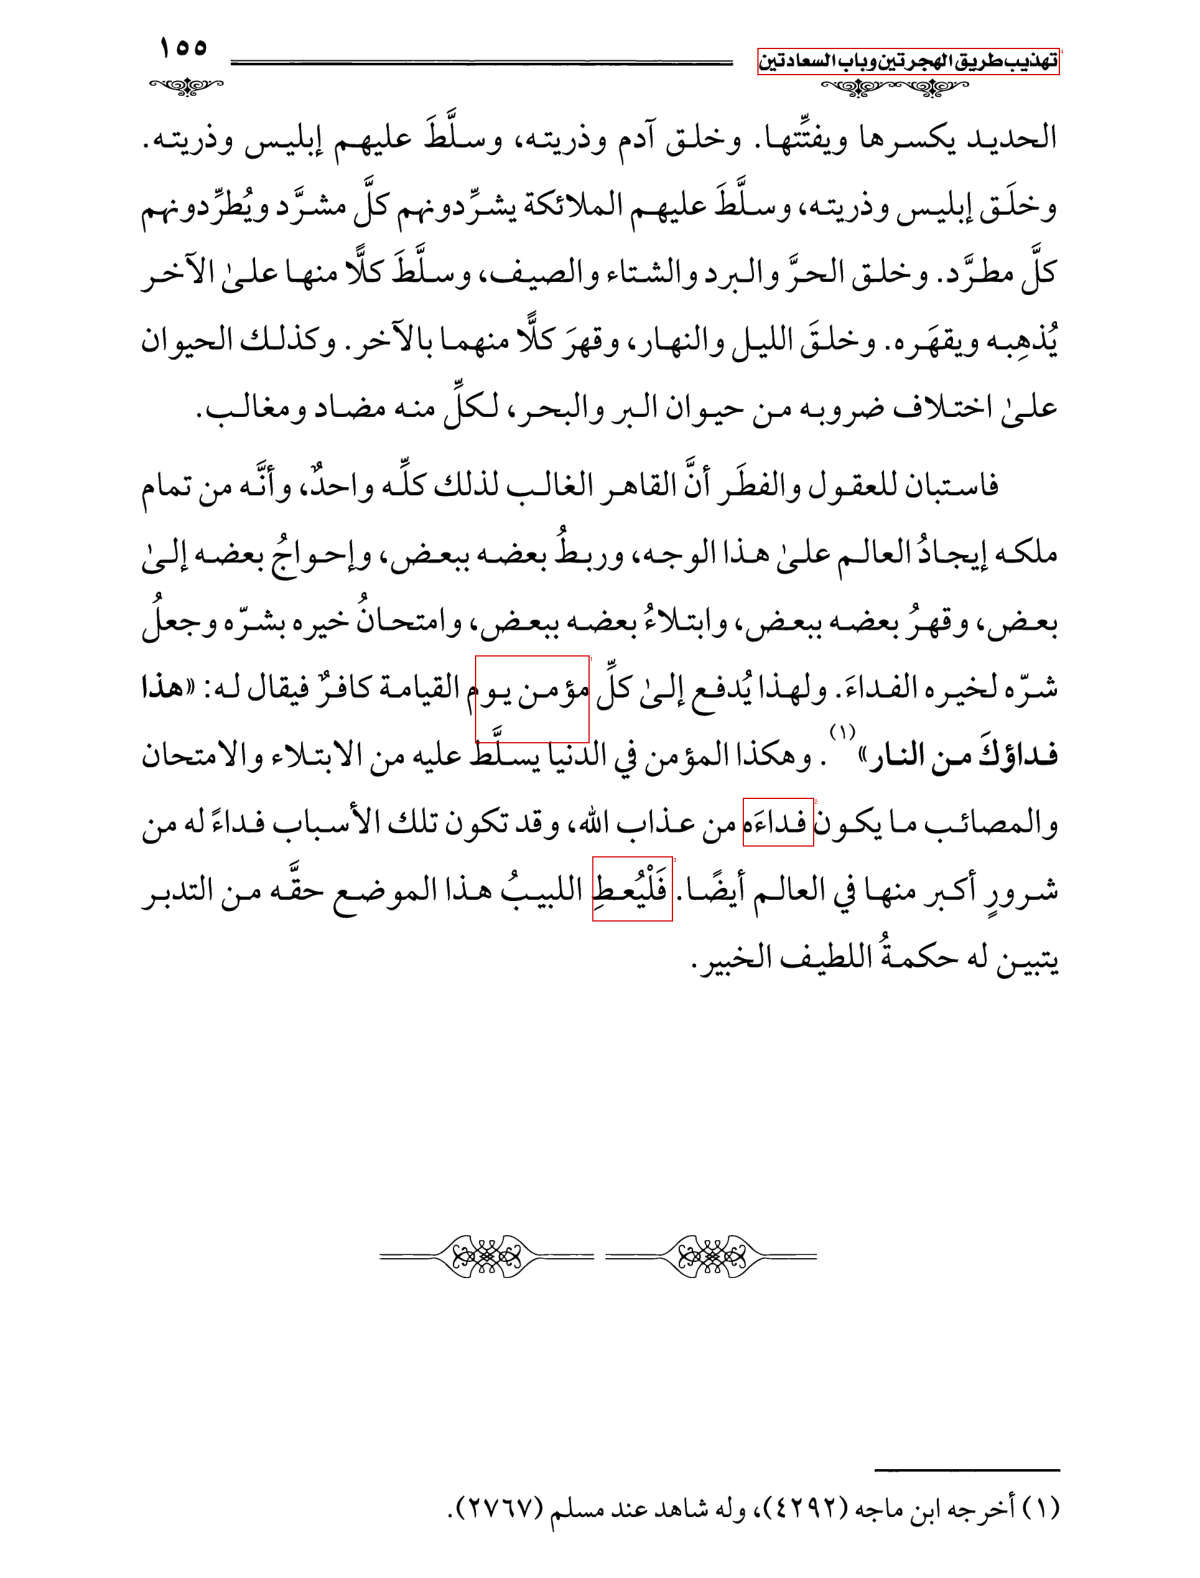 تهذيب طريق الهجرتين وباب السعادتين ١٥٥
الحديد يكسرها ويفتِّتها. وخلق آدم وذريته، وسلَّطَ عليهم إبليس وذريته.
وخلَق إبليس وذريته، وسلَّطَ عليهم الملائكة يشرِّدونهم كلَّ مشرَّد ويُطرِّدونهم
كلَّ مطرَّد. وخلق الحرَّ والبرد والشتاء والصيف، وسلَّطَ كلًّا منها علىٰ الآخر
يُذهِبه ويقهَره. وخلقَ الليل والنهار، وقهرَ كلًّا منهما بالآخر. وكذلك الحيوان
علىٰ اختلاف ضروبه من حيوان البر والبحر، لكلِّ منه مضاد ومغالب.
فاستبان للعقول والفطَر أنَّ القاهر الغالب لذلك كلِّه واحدٌ، وأنَّه من تمام
ملكه إيجادُ العالم علىٰ هذا الوجه، وربطُ بعضه ببعض، وإحواجُ بعضه إلىٰ
بعض، وقهرُ بعضه ببعض، وابتلاءُ بعضه ببعض، وامتحانُ خيره بشرّه وجعلُ
شرّه لخيره الفداءَ. ولهذا يُدفع إلىٰ كلِّ مؤمن يوم القيامة كافرٌ فيقال له: «هذا
فداؤكَ من النار»(١). وهكذا المؤمن في الدنيا يسلَّط عليه من الابتلاء والامتحان
والمصائب ما يكون فداءَه من عذاب الله، وقد تكون تلك الأسباب فداءً له من
شرورٍ أكبر منها في العالم أيضًا. فَلْيُعطِ اللبيبُ هذا الموضع حقَّه من التدبر
يتبين له حكمةُ اللطيف الخبير.
(١) أخرجه ابن ماجه (٤٢٩٢)، وله شاهد عند مسلم (٢٧٦٧).